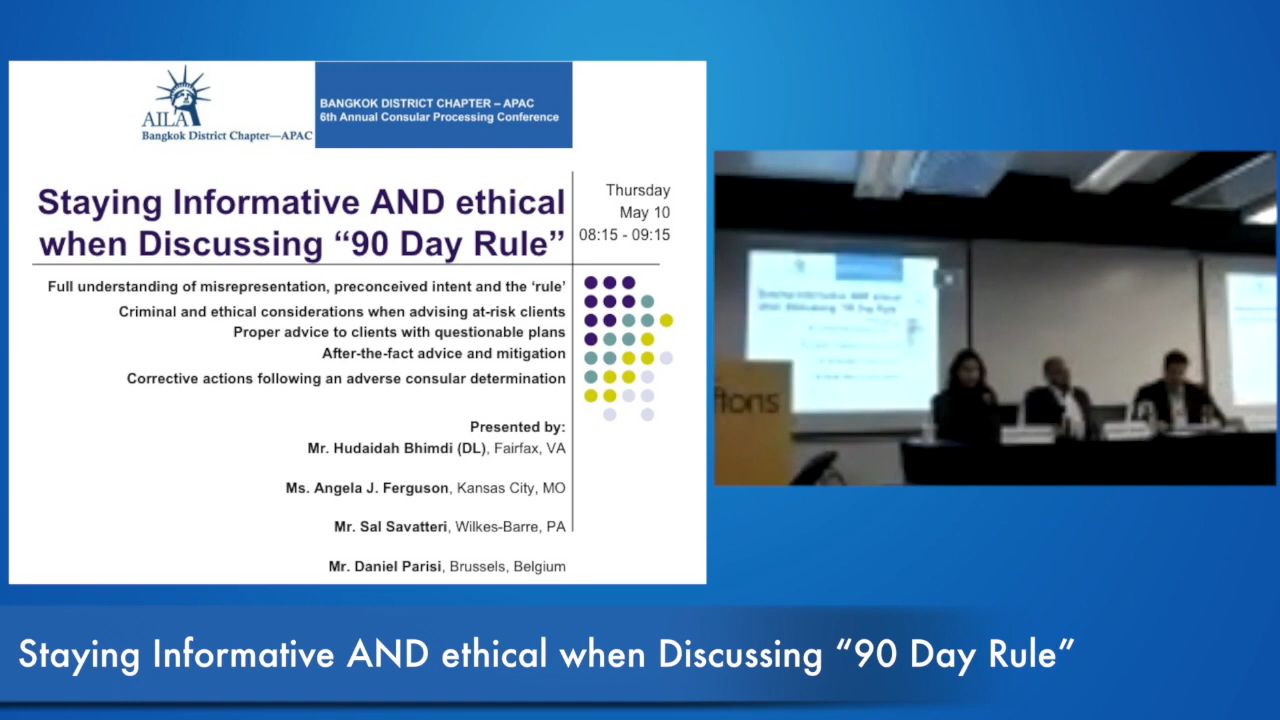 AILA
Bangkok District Chapter—APAC
BANGKOK DISTRICT CHAPTER – APAC
6th Annual Consular Processing Conference
Staying Informative AND ethical
when Discussing “90 Day Rule”
Thursday
May 10
08:15 - 09:15
Full understanding of misrepresentation, preconceived intent and the ‘rule’
Criminal and ethical considerations when advising at-risk clients
Proper advice to clients with questionable plans
After-the-fact advice and mitigation
Corrective actions following an adverse consular determination
Presented by:
Mr. Hudaidah Bhimdi (DL), Fairfax, VA
Ms. Angela J. Ferguson, Kansas City, MO
Mr. Sal Savatteri, Wilkes-Barre, PA
Mr. Daniel Parisi, Brussels, Belgium
ftons
Staying Informative AND ethical when Discussing “90 Day Rule”